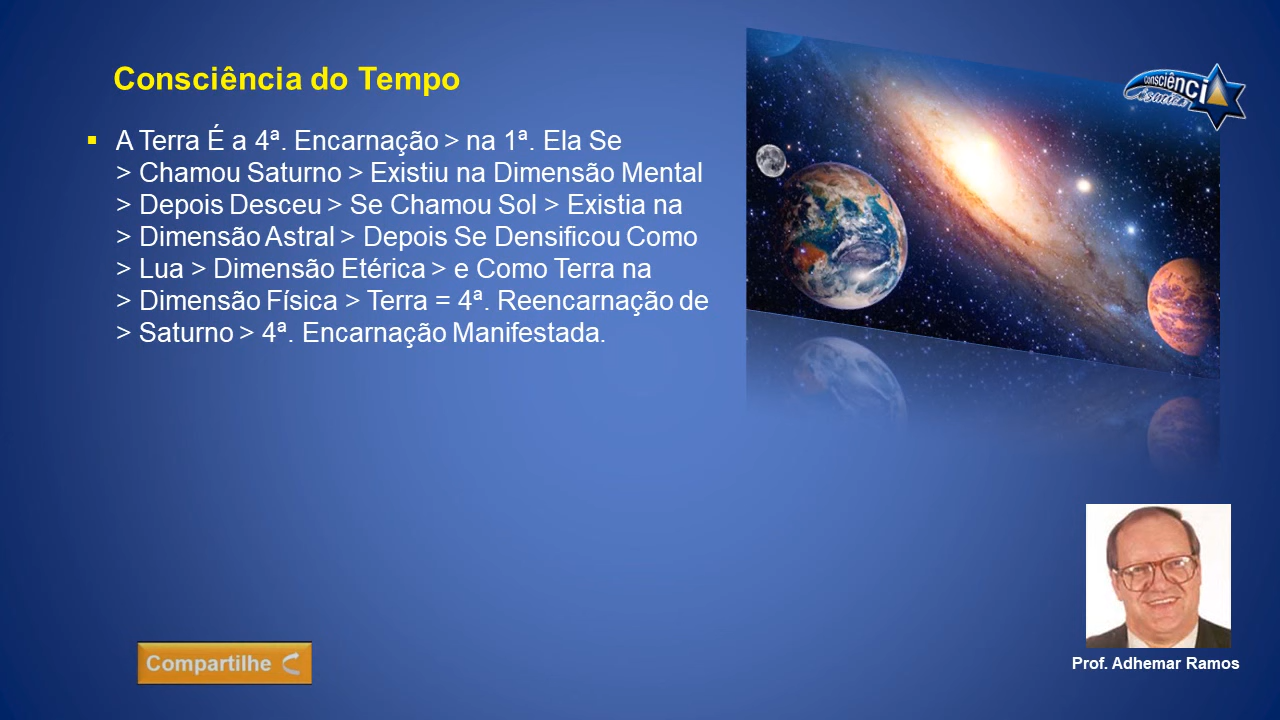 Consciência do Tempo
consciência
Cósmica
▪ A Terra É a 4ª. Encarnação > na 1ª. Ela Se
> Chamou Saturno > Existiu na Dimensão Mental
> Depois Desceu > Se Chamou Sol > Existia na
> Dimensão Astral > Depois Se Densificou Como
> Lua > Dimensão Etérica > e Como Terra na
> Dimensão Física > Terra = 4ª. Reencarnação de
> Saturno > 4ª. Encarnação Manifestada.
Compartilhe
Prof. Adhemar Ramos